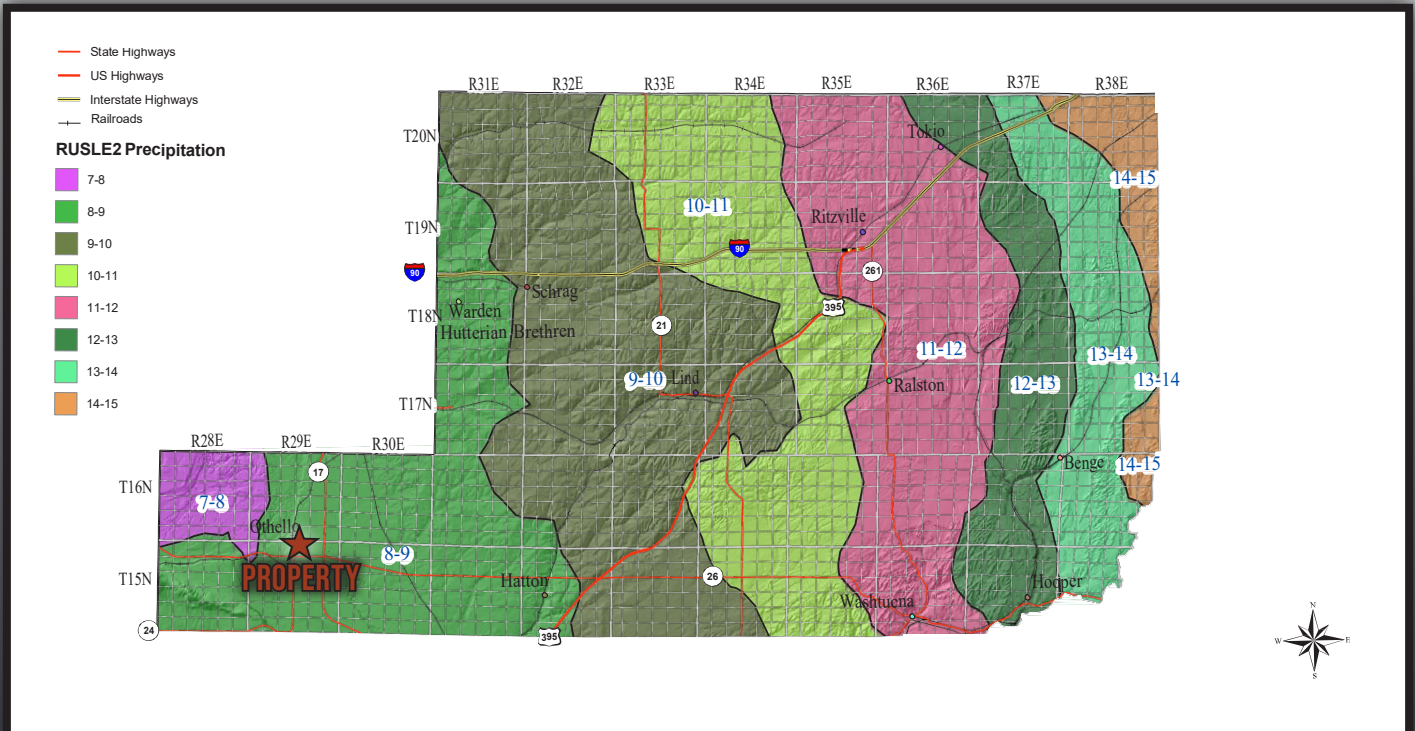 State Highways
US Highways
Interstate Highways
Railroads
RUSLE2 Precipitation
7-8
8-9
9-10
10-11
11-12
12-13
13-14
14-15
R31E R32E R33E R34E R35E R36E R37E R38E
T20N
Tokio
14-15
10-11
Ritzville
T19N
90
90
261
Schrag
Warden
395
T18N
21
Hutterian Brethren
11-12
13-14
9-10
Lind
12-13
13-14
Ralston
T17N
R28E R29E R30E
17
Benge
14-15
T16N
7-8
Othello
8-9
PROPERTY
T15N
Hatton
26
Hooper
Washtucna
24
395
N
W E
S